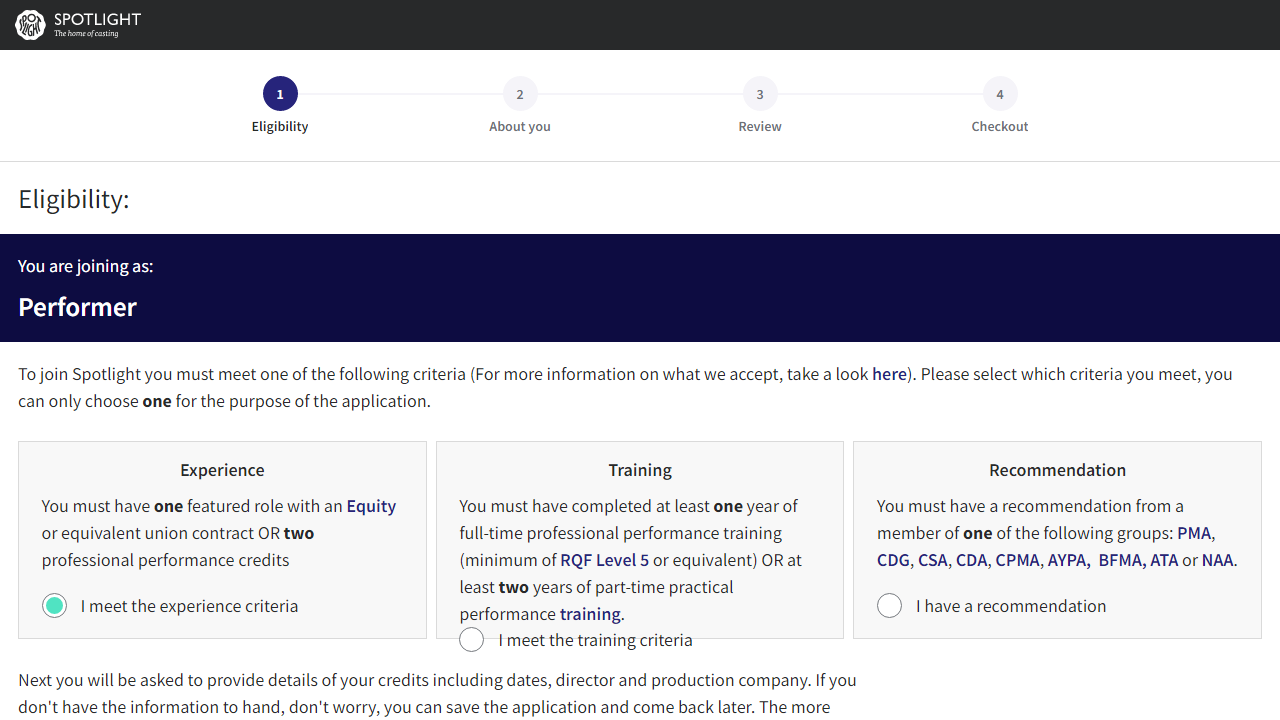 SPOTLIGHT
The home of casting
1
2
3
4
Eligibility
About you
Review
Checkout
Eligibility:
You are joining as:
Performer
To join Spotlight you must meet one of the following criteria (For more information on what we accept, take a look here). Please select which criteria you meet, you
can only choose one for the purpose of the application.
Experience
You must have one featured role with an Equity
or equivalent union contract OR two
professional performance credits
I meet the experience criteria
Training
You must have completed at least one year of
full-time professional performance training
(minimum of RQF Level 5 or equivalent) OR at
least two years of part-time practical
performance training.
I meet the training criteria
Recommendation
You must have a recommendation from a
member of one of the following groups: PMA,
CDG, CSA, CDA, CPMA, AYPA, BFMA, ATA or NAA.
I have a recommendation
Next you will be asked to provide details of your credits including dates, director and production company. If you
don't have the information to hand, don't worry, you can save the application and come back later. The more